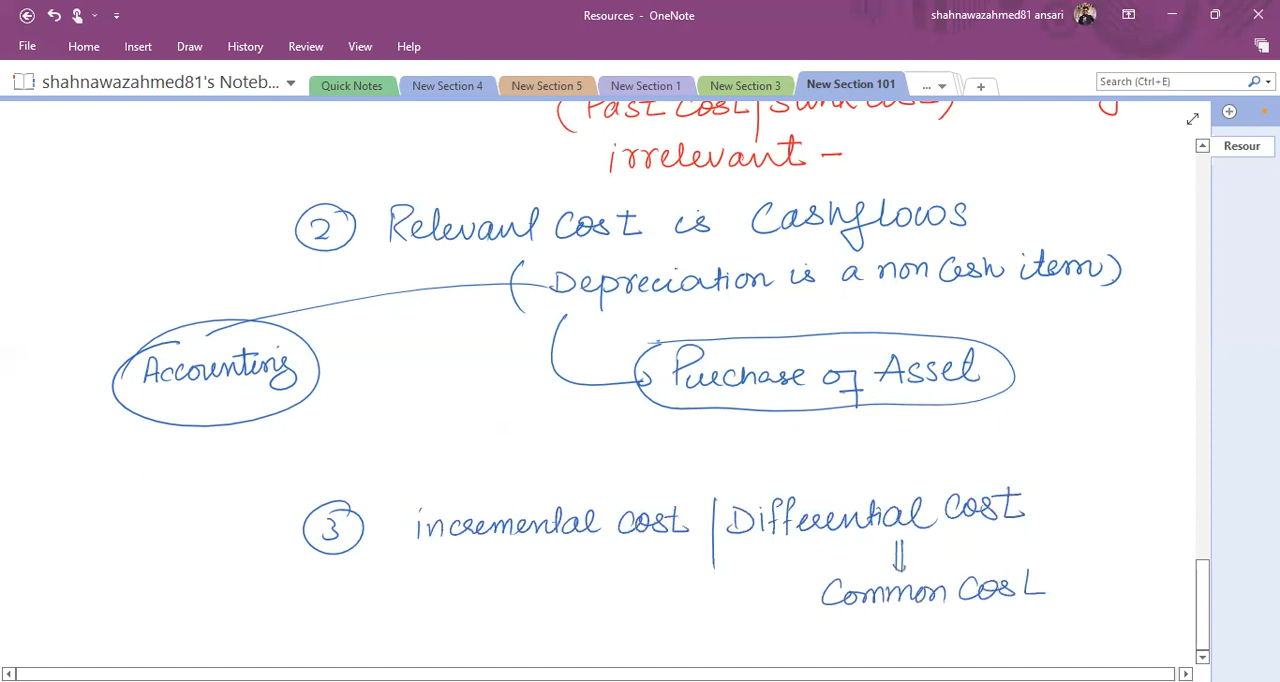 Resources - OneNote
shahnawazahmed81 ansari
File Home Insert Draw History Review View Help
shahnawazahmed81's Noteb... Quick Notes New Section 4 New Section 5 New Section 1 New Section 3 New Section 101 ... Search (Ctrl+E)
Resour
(Past Cost|
irrelevant -
2 Relevant Cost is Cashflows
(Depreciation is a non Cash item)
Accounting
Purchase of Asset
3 incremental cost | Differential cost
Common Cost